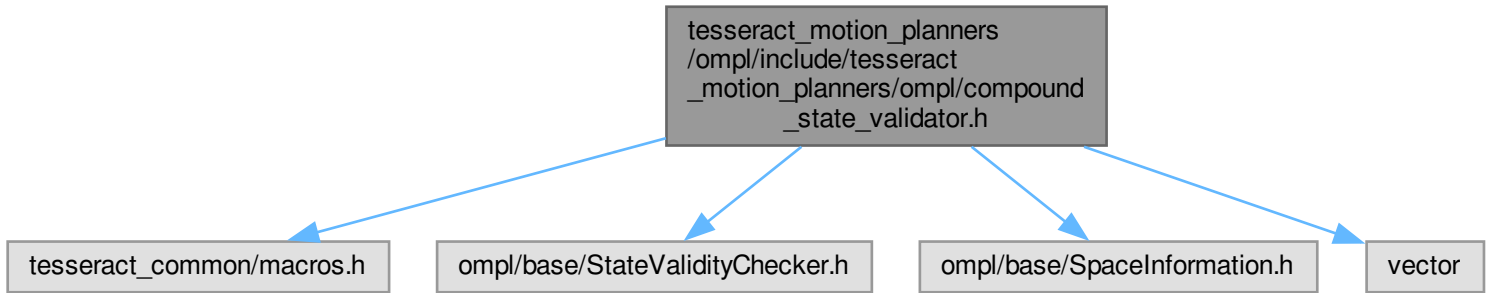 tesseract_motion_planners
/ompl/include/tesseract
_motion_planners/ompl/compound
_state_validator.h
tesseract_common/macros.h
ompl/base/StateValidityChecker.h
ompl/base/SpaceInformation.h
vector